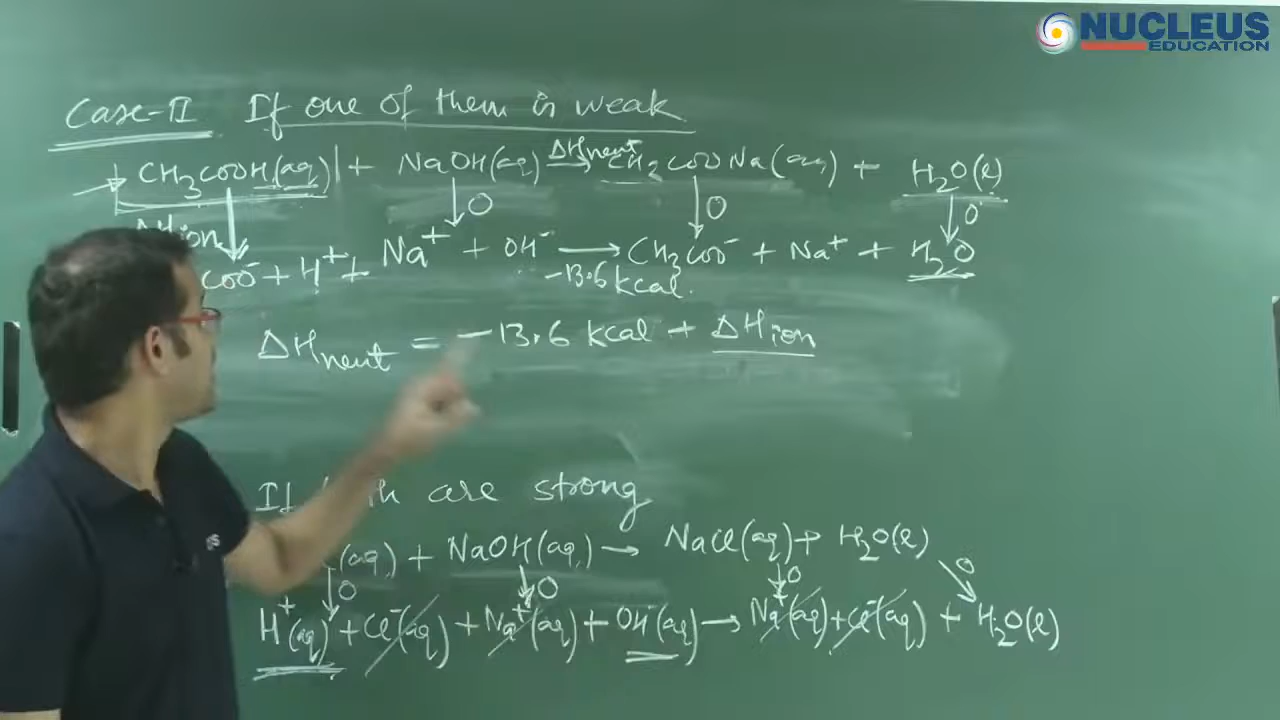 NUCLEUS
EDUCATION
Case-II If one of them is weak
CH3COOH(aq) + NaOH(aq) ΔHneut→ CH3COONa(aq) + H2O(l)
ΔHion 0 0 0
COO⁻ + H⁺ + Na⁺ + OH⁻ → CH3COO⁻ + Na⁺ + H2O
-13.6 kcal.
ΔHneut = -13.6 kcal + ΔHion
If are strong
(aq) + NaOH(aq) → NaCl(aq) + H2O(l)
0 0 0 0
H⁺(aq) + Cl⁻(aq) + Na⁺(aq) + OH⁻(aq) → Na⁺(aq) + Cl⁻(aq) + H2O(l)